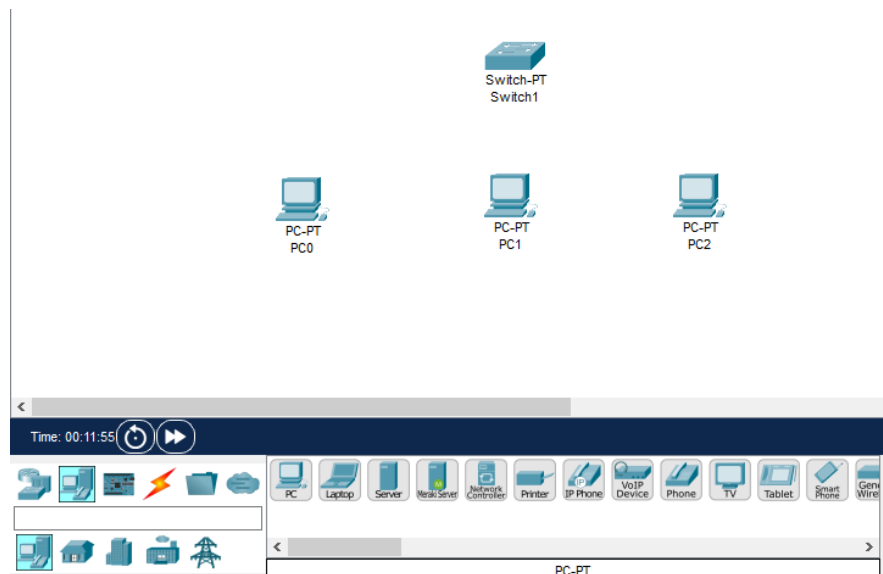 Switch-PT
Switch1
PC-PT
PC0
PC-PT
PC1
PC-PT
PC2
Time: 00:11:55
PC
Laptop
Server
Meraki Server
Network
Controller
Printer
IP
IP Phone
VoIP
Device
Phone
TV
Tablet
Smart
Phone
PC-PT